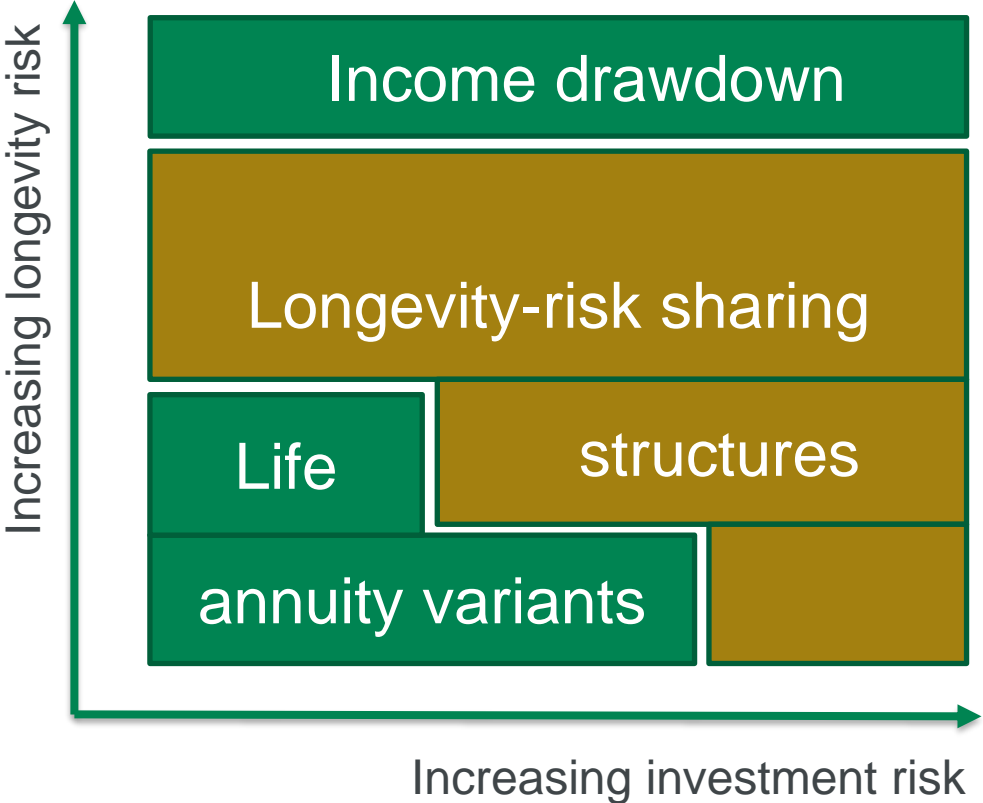 Increasing longevity risk
Income drawdown
Longevity-risk sharing
structures
Life
annuity variants
Increasing investment risk